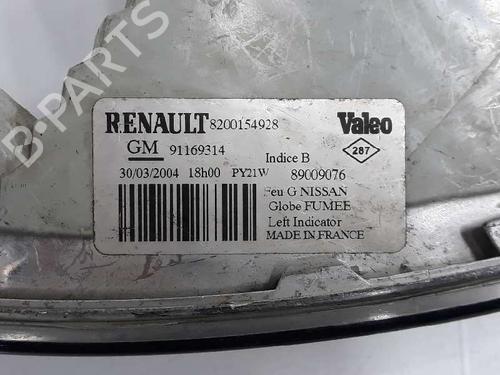 RENAULT 8200154928 Valeo
GM 91169314 Indice B 287
30/03/2004 18h00 PY21W 89009076
Feu G NISSAN
Globe FUMEE
Left Indicator
MADE IN FRANCE
B-PARTS